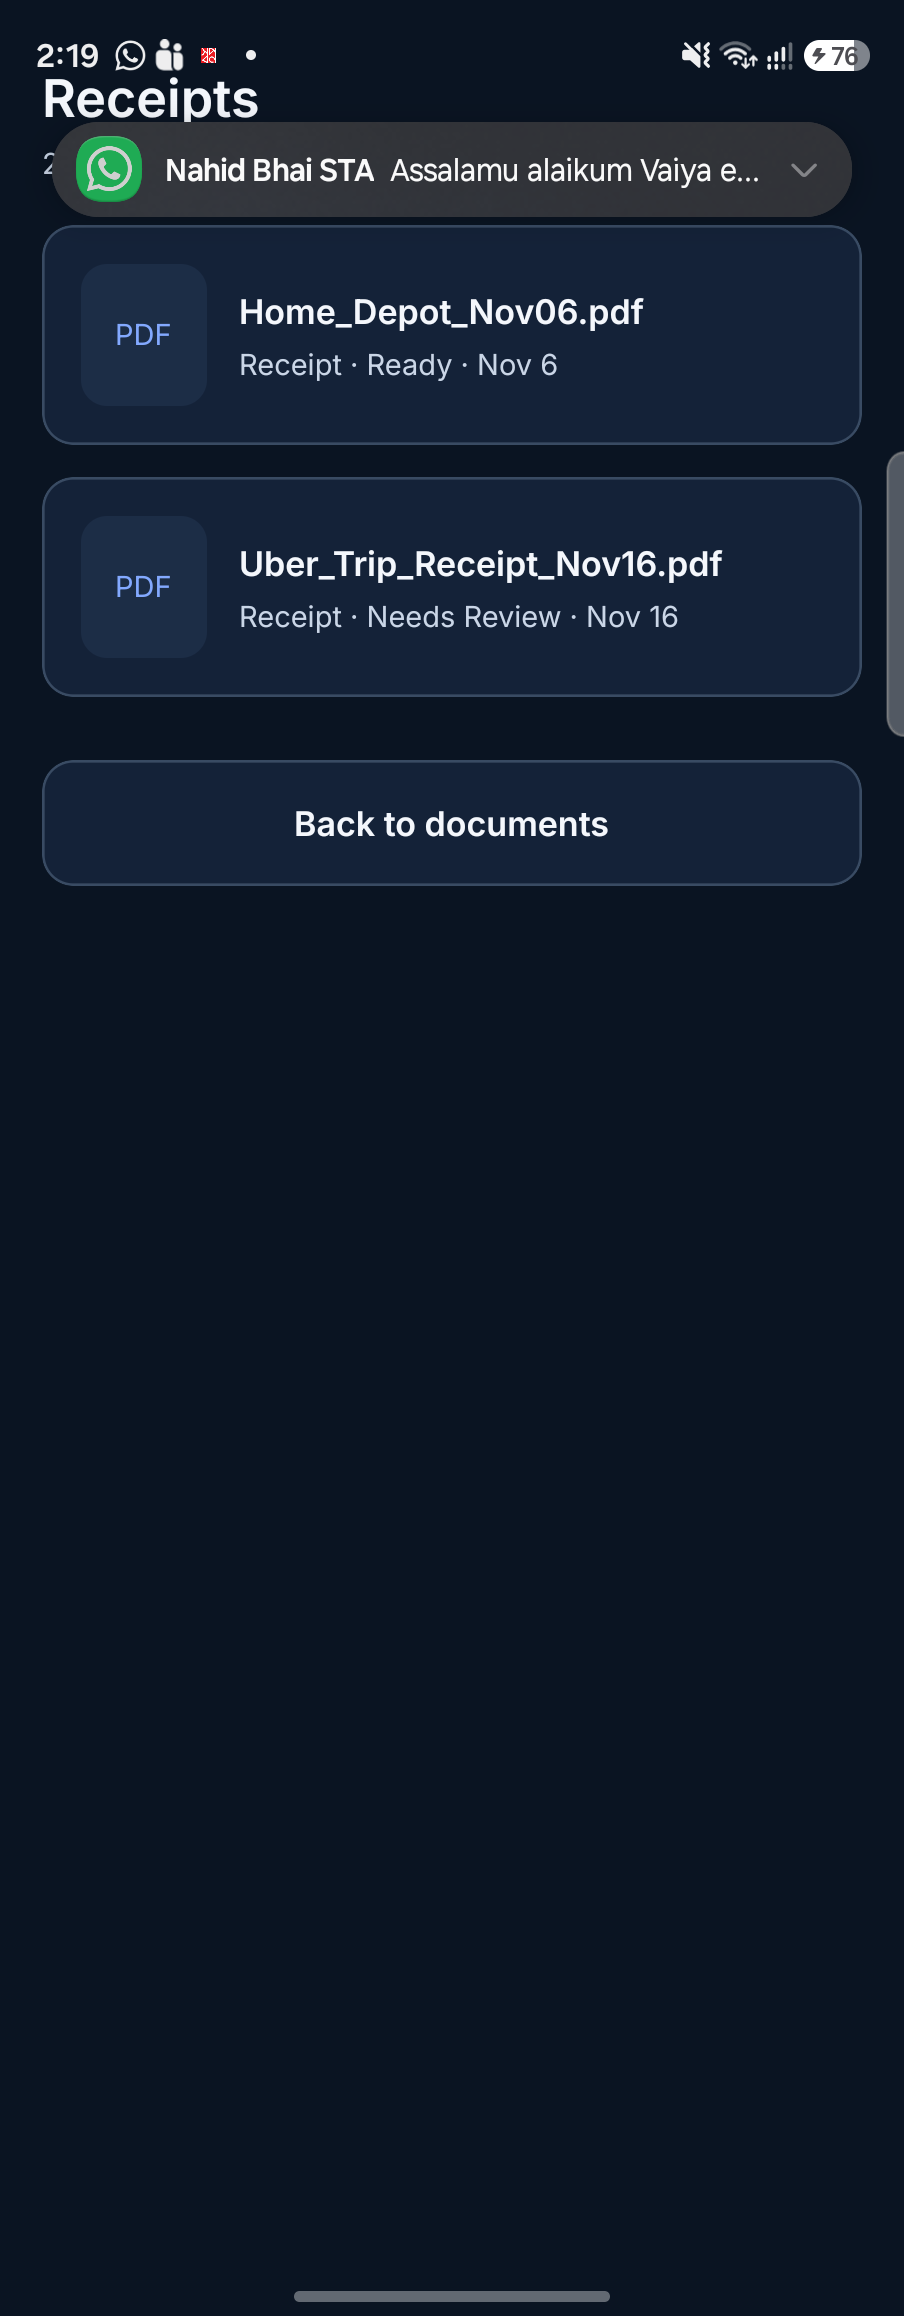 2:19
76
Receipts
Nahid Bhai STA Assalamu alaikum Vaiya e...
PDF
Home_Depot_Nov06.pdf
Receipt · Ready · Nov 6
PDF
Uber_Trip_Receipt_Nov16.pdf
Receipt · Needs Review · Nov 16
Back to documents